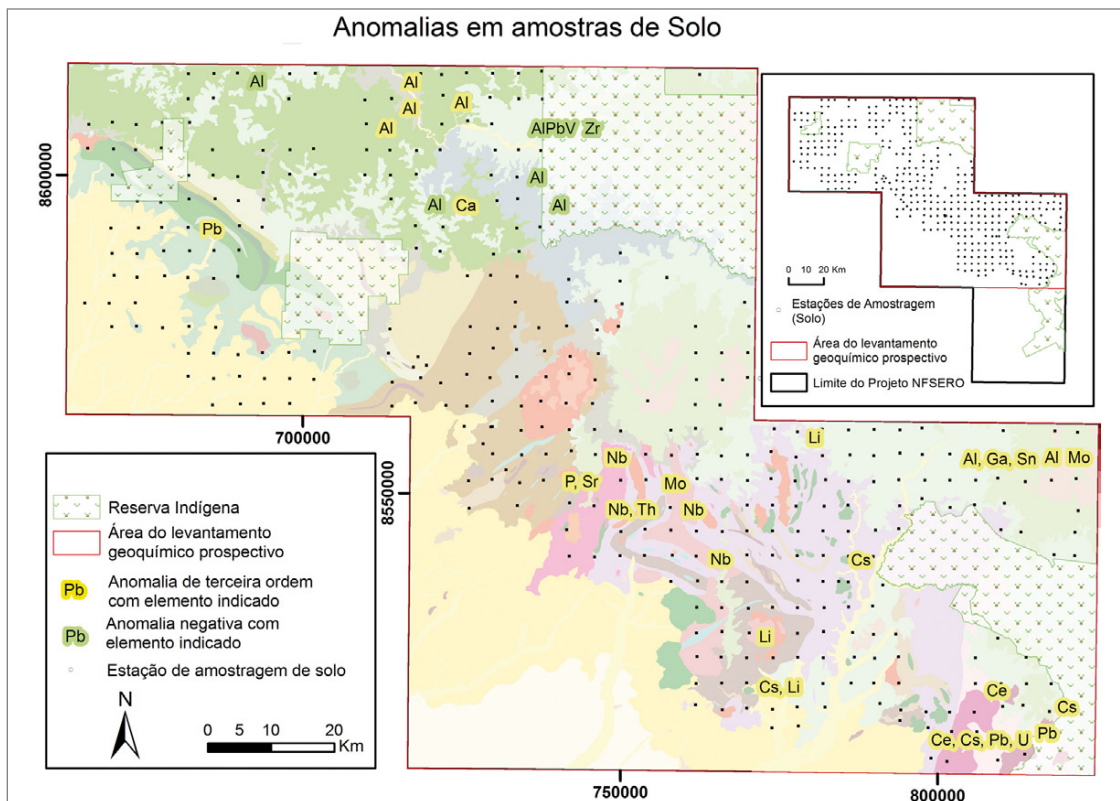 Anomalias em amostras de Solo
Al
Al
Al
Al
Al
AlPbV Zr
Al
Al
Ca
Al
Pb
8600000
700000
8550000
750000
800000
Nb
P, Sr
Mo
Nb, Th
Nb
Nb
Li
Al, Ga, Sn
Al
Mo
Cs
Li
Cs, Li
Ce
Cs
Pb
Ce, Cs, Pb, U
0 10 20 Km
Estações de Amostragem
(Solo)
Área do levantamento
geoquímico prospectivo
Limite do Projeto NFSERO
Reserva Indígena
Área do levantamento
geoquímico prospectivo
Pb
Anomalia de terceira ordem
com elemento indicado
Pb
Anomalia negativa com
elemento indicado
Estação de amostragem de solo
N
0 5 10 20
Km